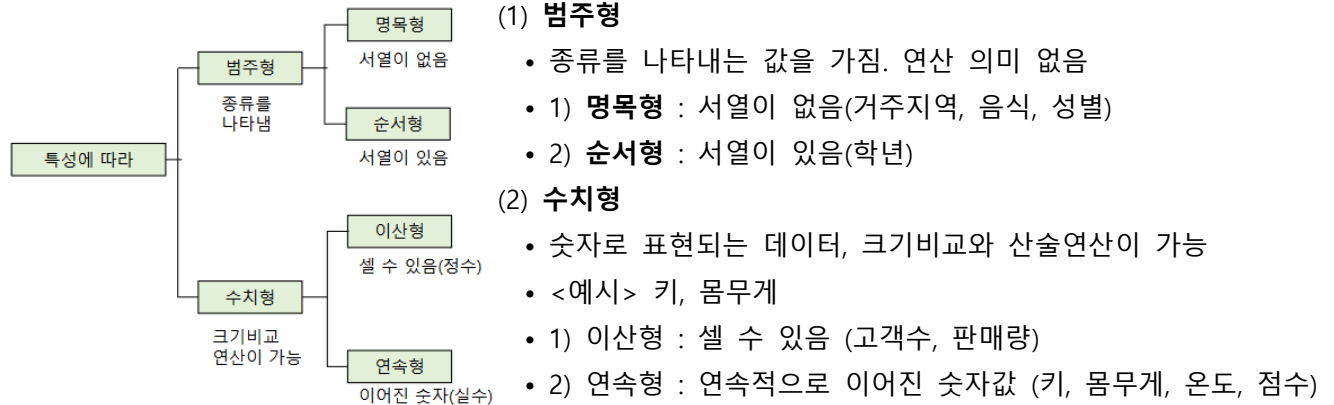 특성에 따라
범주형
종류를
나타냄
명목형
서열이 없음
순서형
서열이 있음
수치형
크기비교
연산이 가능
이산형
셀 수 있음(정수)
연속형
이어진 숫자(실수)
(1) 범주형
• 종류를 나타내는 값을 가짐. 연산 의미 없음
• 1) 명목형 : 서열이 없음(거주지역, 음식, 성별)
• 2) 순서형 : 서열이 있음(학년)
(2) 수치형
• 숫자로 표현되는 데이터, 크기비교와 산술연산이 가능
• <예시> 키, 몸무게
• 1) 이산형 : 셀 수 있음 (고객수, 판매량)
• 2) 연속형 : 연속적으로 이어진 숫자값 (키, 몸무게, 온도, 점수)